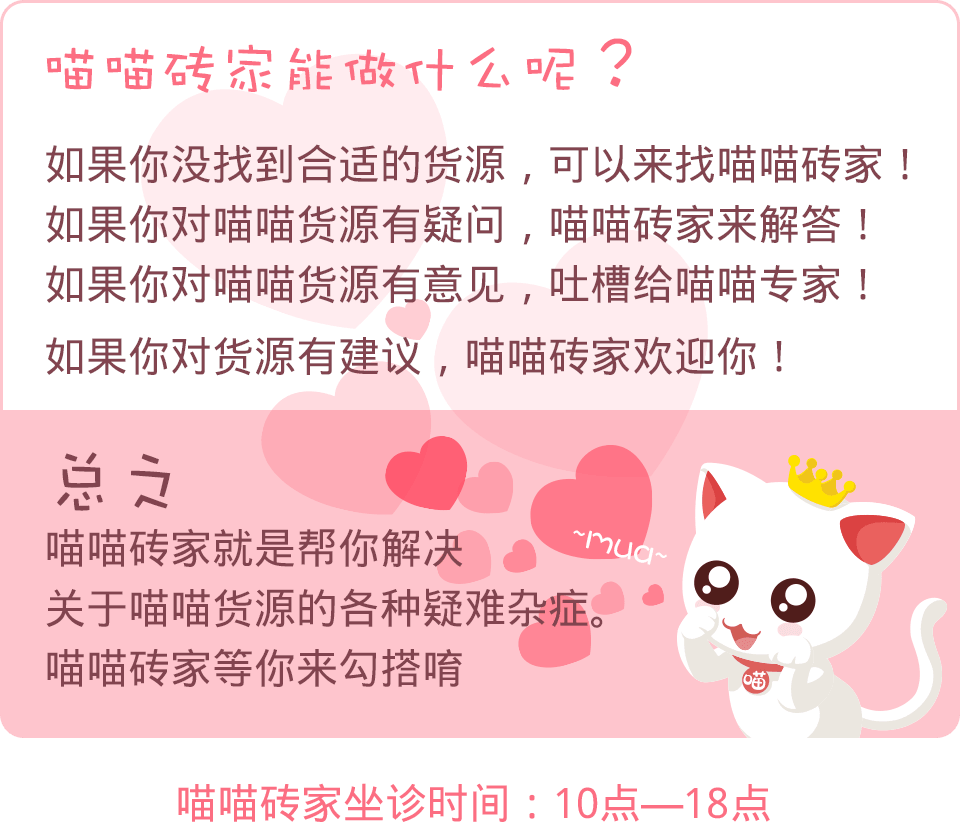 喵喵砖家能做什么呢？
如果你没找到合适的货源，可以来找喵喵砖家！
如果你对喵喵货源有疑问，喵喵砖家来解答！
如果你对喵喵货源有意见，吐槽给喵喵专家！
如果你对货源有建议，喵喵砖家欢迎你！
总之
喵喵砖家就是帮你解决
~mua~
关于喵喵货源的各种疑难杂症。
喵喵砖家等你来勾搭唷
喵
喵喵砖家坐诊时间：10点—18点